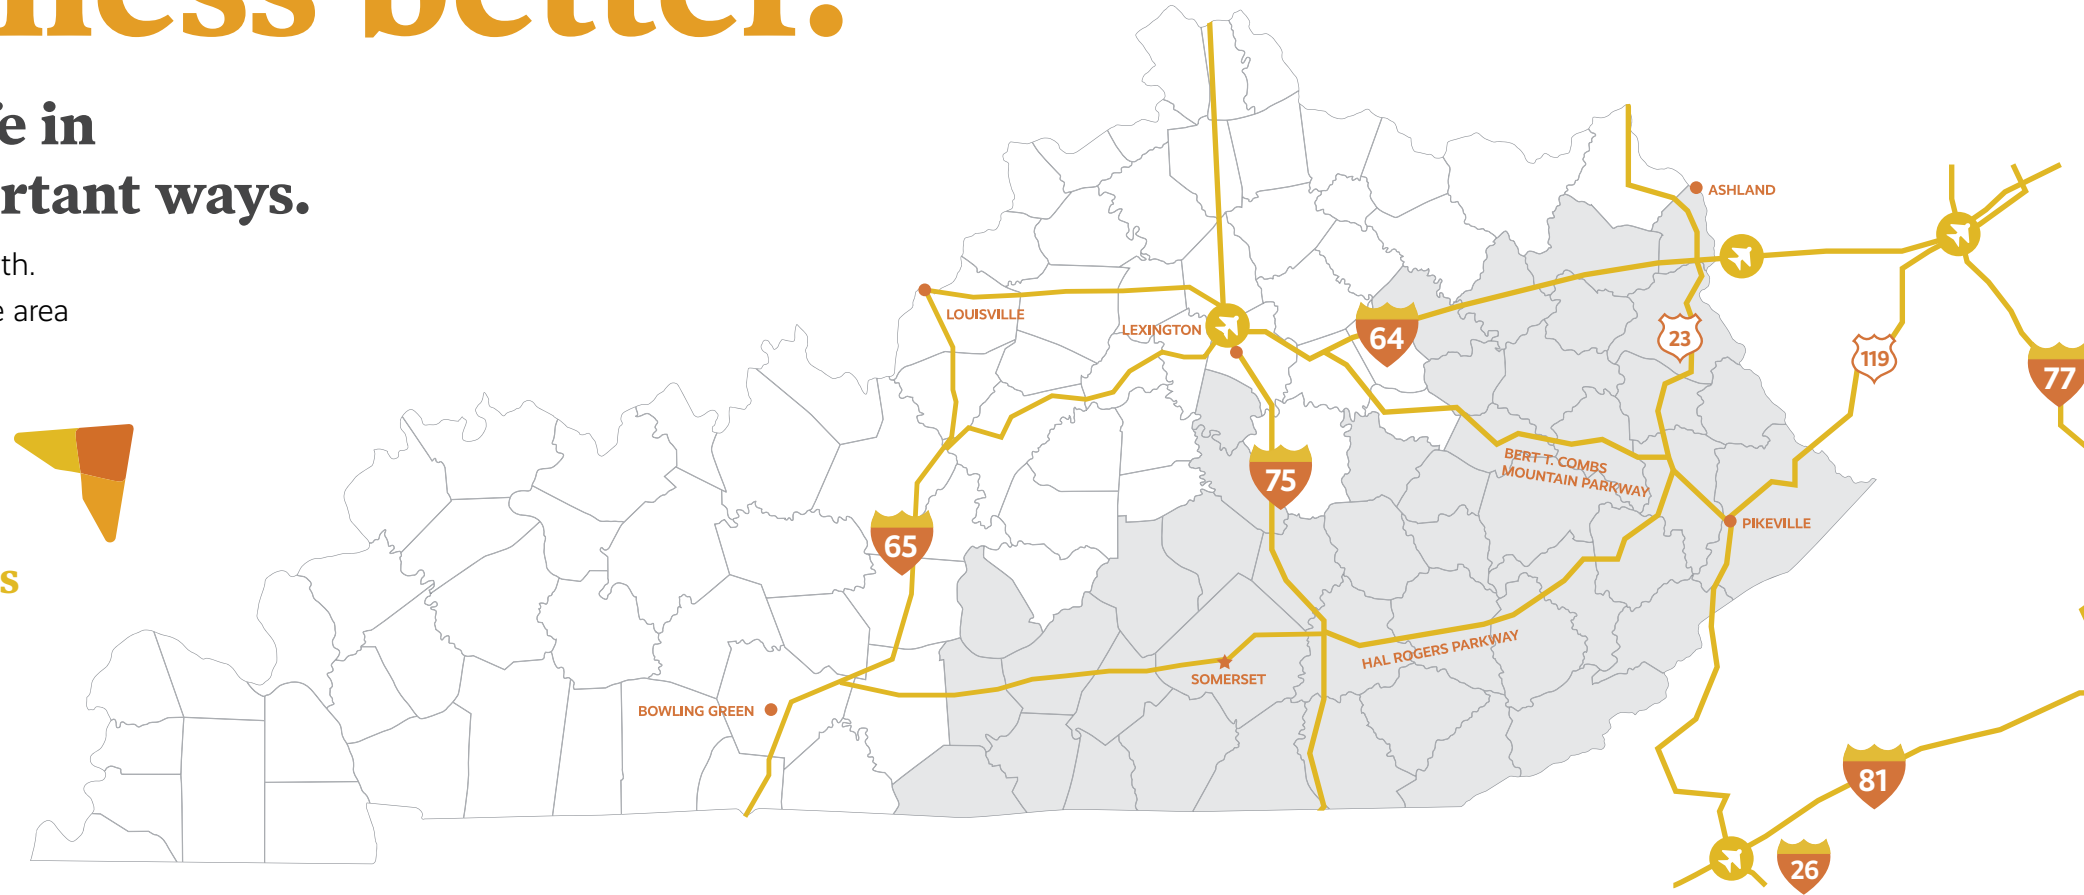 ness better.
e in
rtant ways.
th.
e area
s
ASHLAND
LOUISVILLE
LEXINGTON
64
23
119
77
BERT T. COMBS
MOUNTAIN PARKWAY
75
PIKEVILLE
65
HAL ROGERS PARKWAY
SOMERSET
BOWLING GREEN
81
26